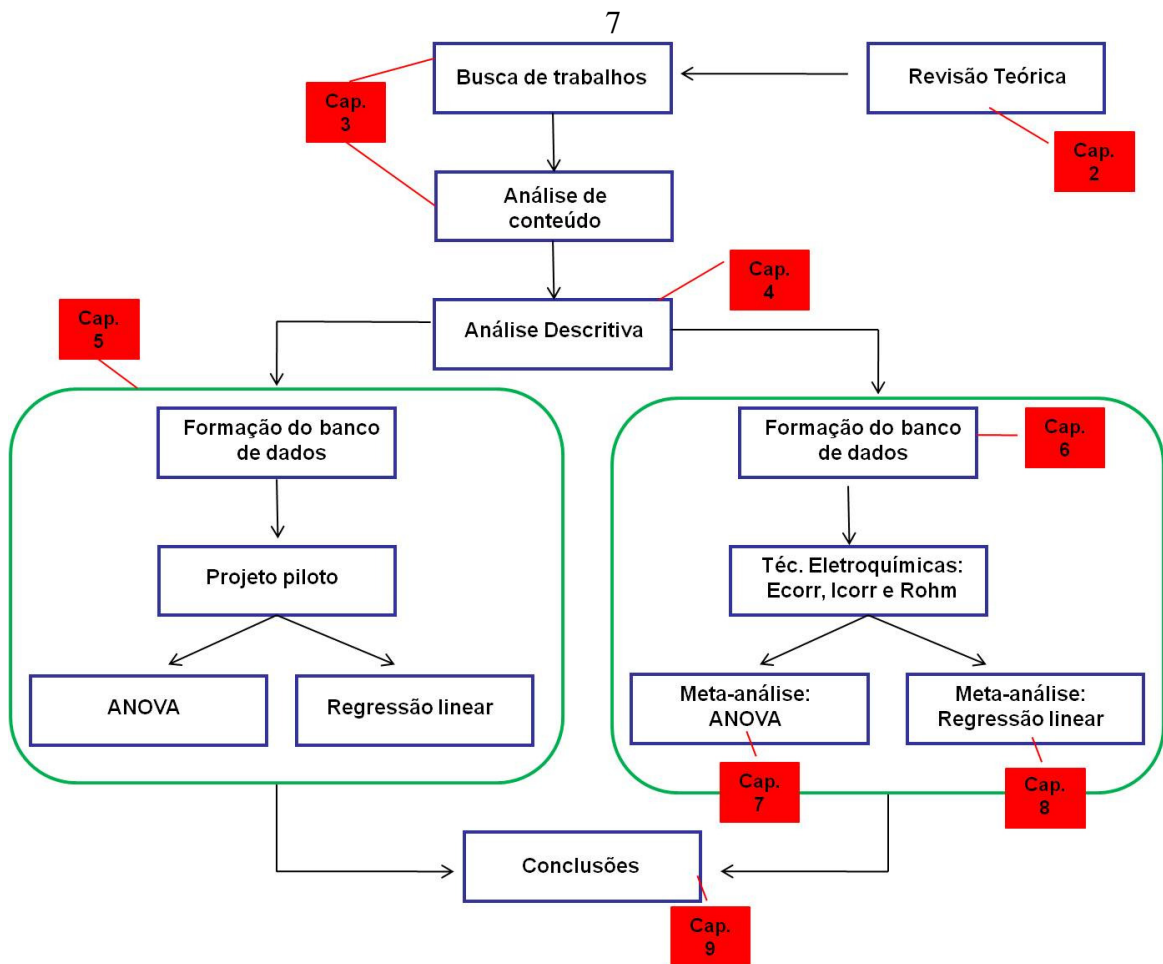 7
Busca de trabalhos
Revisão Teórica
Cap.
3
Cap.
2
Análise de
conteúdo
Cap.
4
Análise Descritiva
Cap.
5
Formação do banco
de dados
Formação do banco
de dados
Cap.
6
Projeto piloto
Téc. Eletroquímicas:
Ecorr, Icorr e Rohm
ANOVA
Regressão linear
Meta-análise:
ANOVA
Meta-análise:
Regressão linear
Cap.
7
Cap.
8
Conclusões
Cap.
9